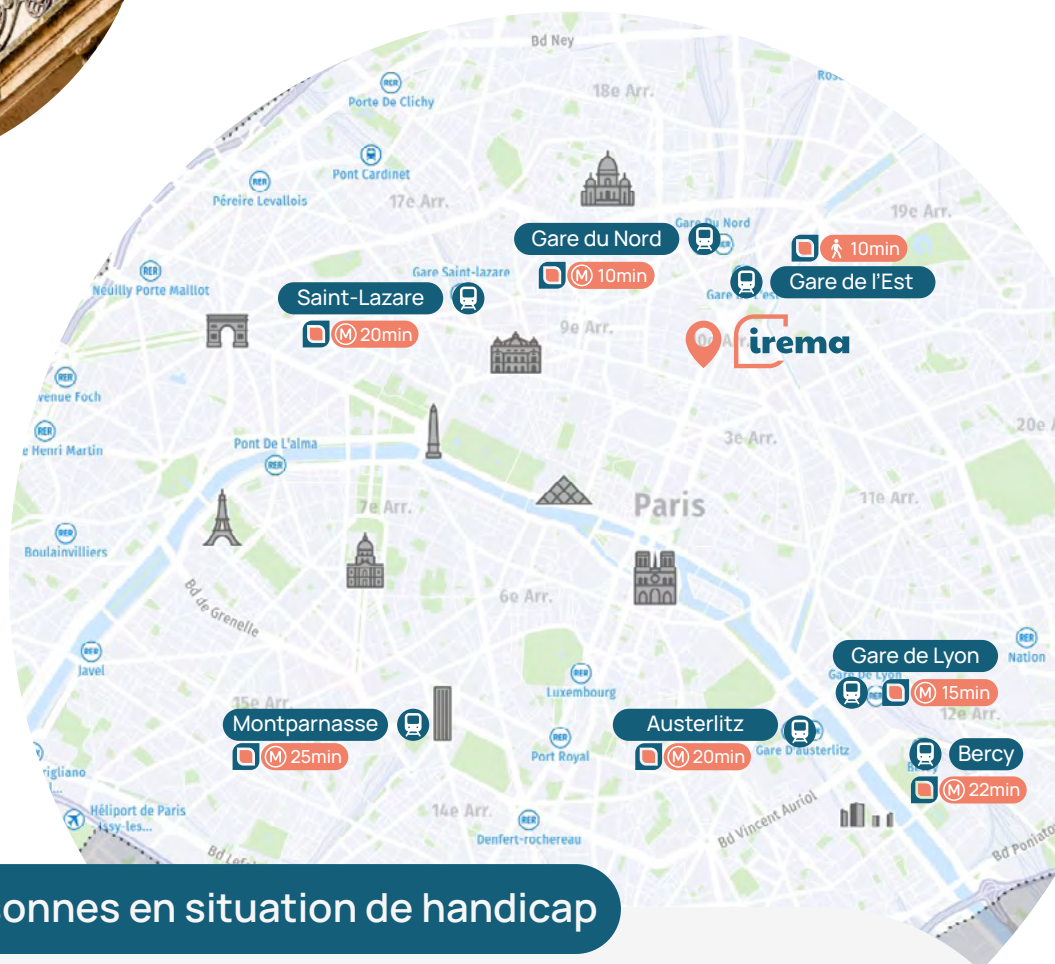 Bd Ney
18e Arr.
Porte De Clichy
Pont Cardinet
Péreire Levallois
17e Arr.
19e Arr.
Gare Du Nord
Gare du Nord
M 10min
10min
Gare de l'Est
Neuilly Porte Maillot
Gare Saint-lazare
Saint-Lazare
M 20min
9e Arr.
irema
Avenue Foch
e Henri Martin
Pont De L'alma
3e Arr.
20e
7e Arr.
Paris
11e Arr.
Boulainvilliers
Bd de Grenelle
6e Arr.
Javel
Luxembourg
Gare de Lyon
Nation
M 15min
12e Arr.
15e Arr.
Montparnasse
M 25min
Port Royal
Austerlitz
M 20min
Gare D'austerlitz
Bercy
M 22min
rigliano
Héliport de Paris
Issy-les...
14e Arr.
Denfert-rochereau
Bd Vincent Auriol
Bd Poniato
onnes en situation de handicap